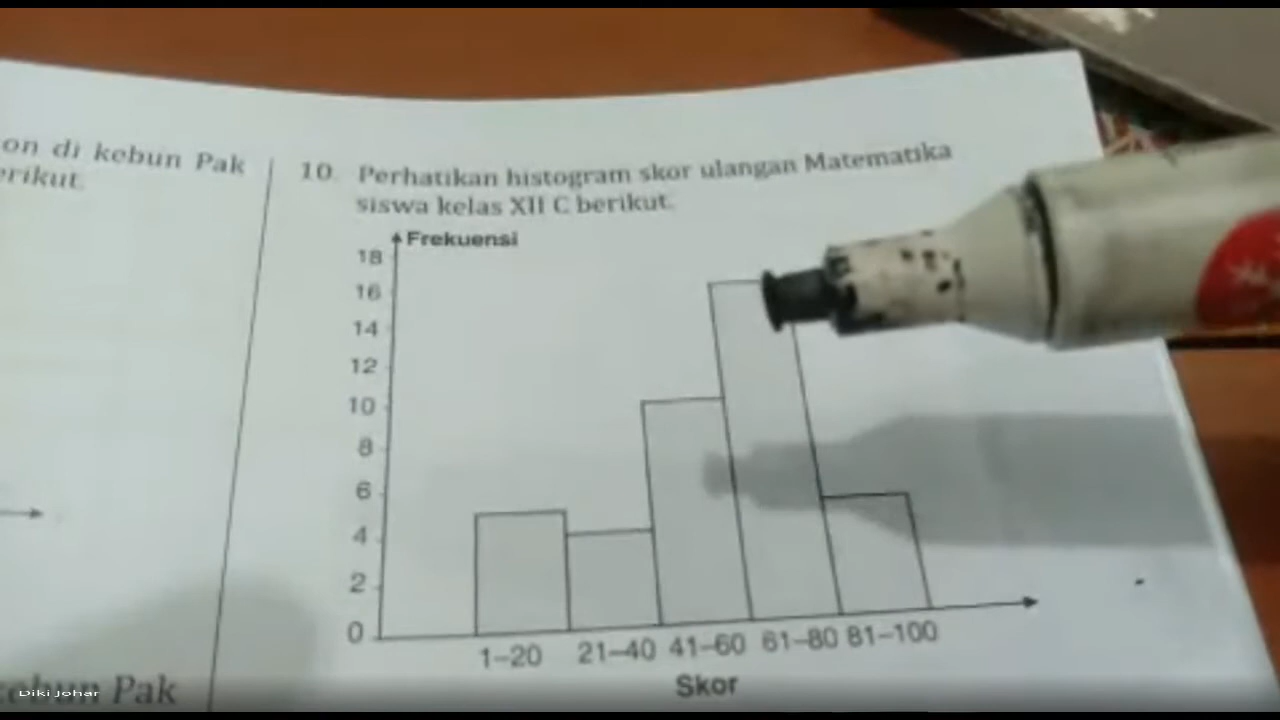 on di kebun Pak
erikut.
10. Perhatikan histogram skor ulangan Matematika
siswa kelas XII C berikut.
Frekuensi
18
16
14
12
10
8
6
4
2
0
1–20 21–40 41–60 61–80 81–100
Skor
kebun Pak
Diki Johar